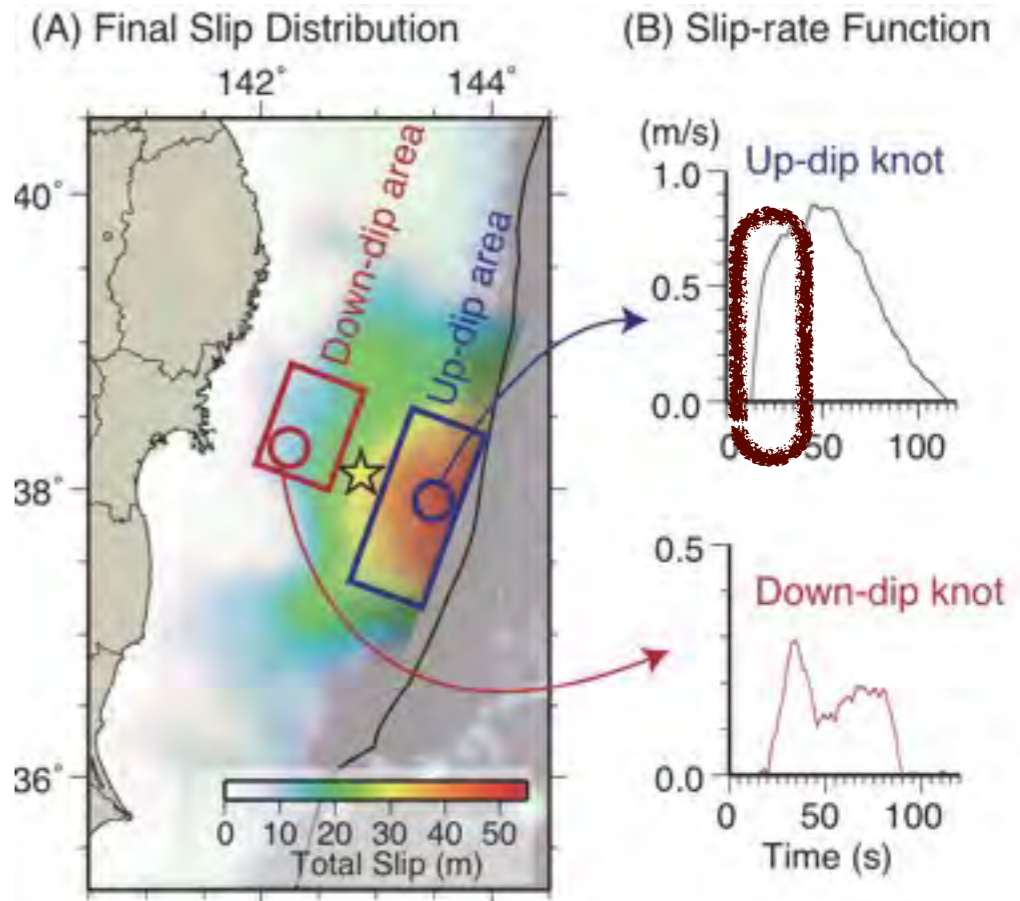 (A) Final Slip Distribution
142°
144°
40°
38°
36°
Down-dip area
Up-dip area
0 10 20 30 40 50
Total Slip (m)
(B) Slip-rate Function
(m/s)
Up-dip knot
1.0
0.5
0.0
0 50 100
Down-dip knot
0.5
0.0
0 50 100
Time (s)